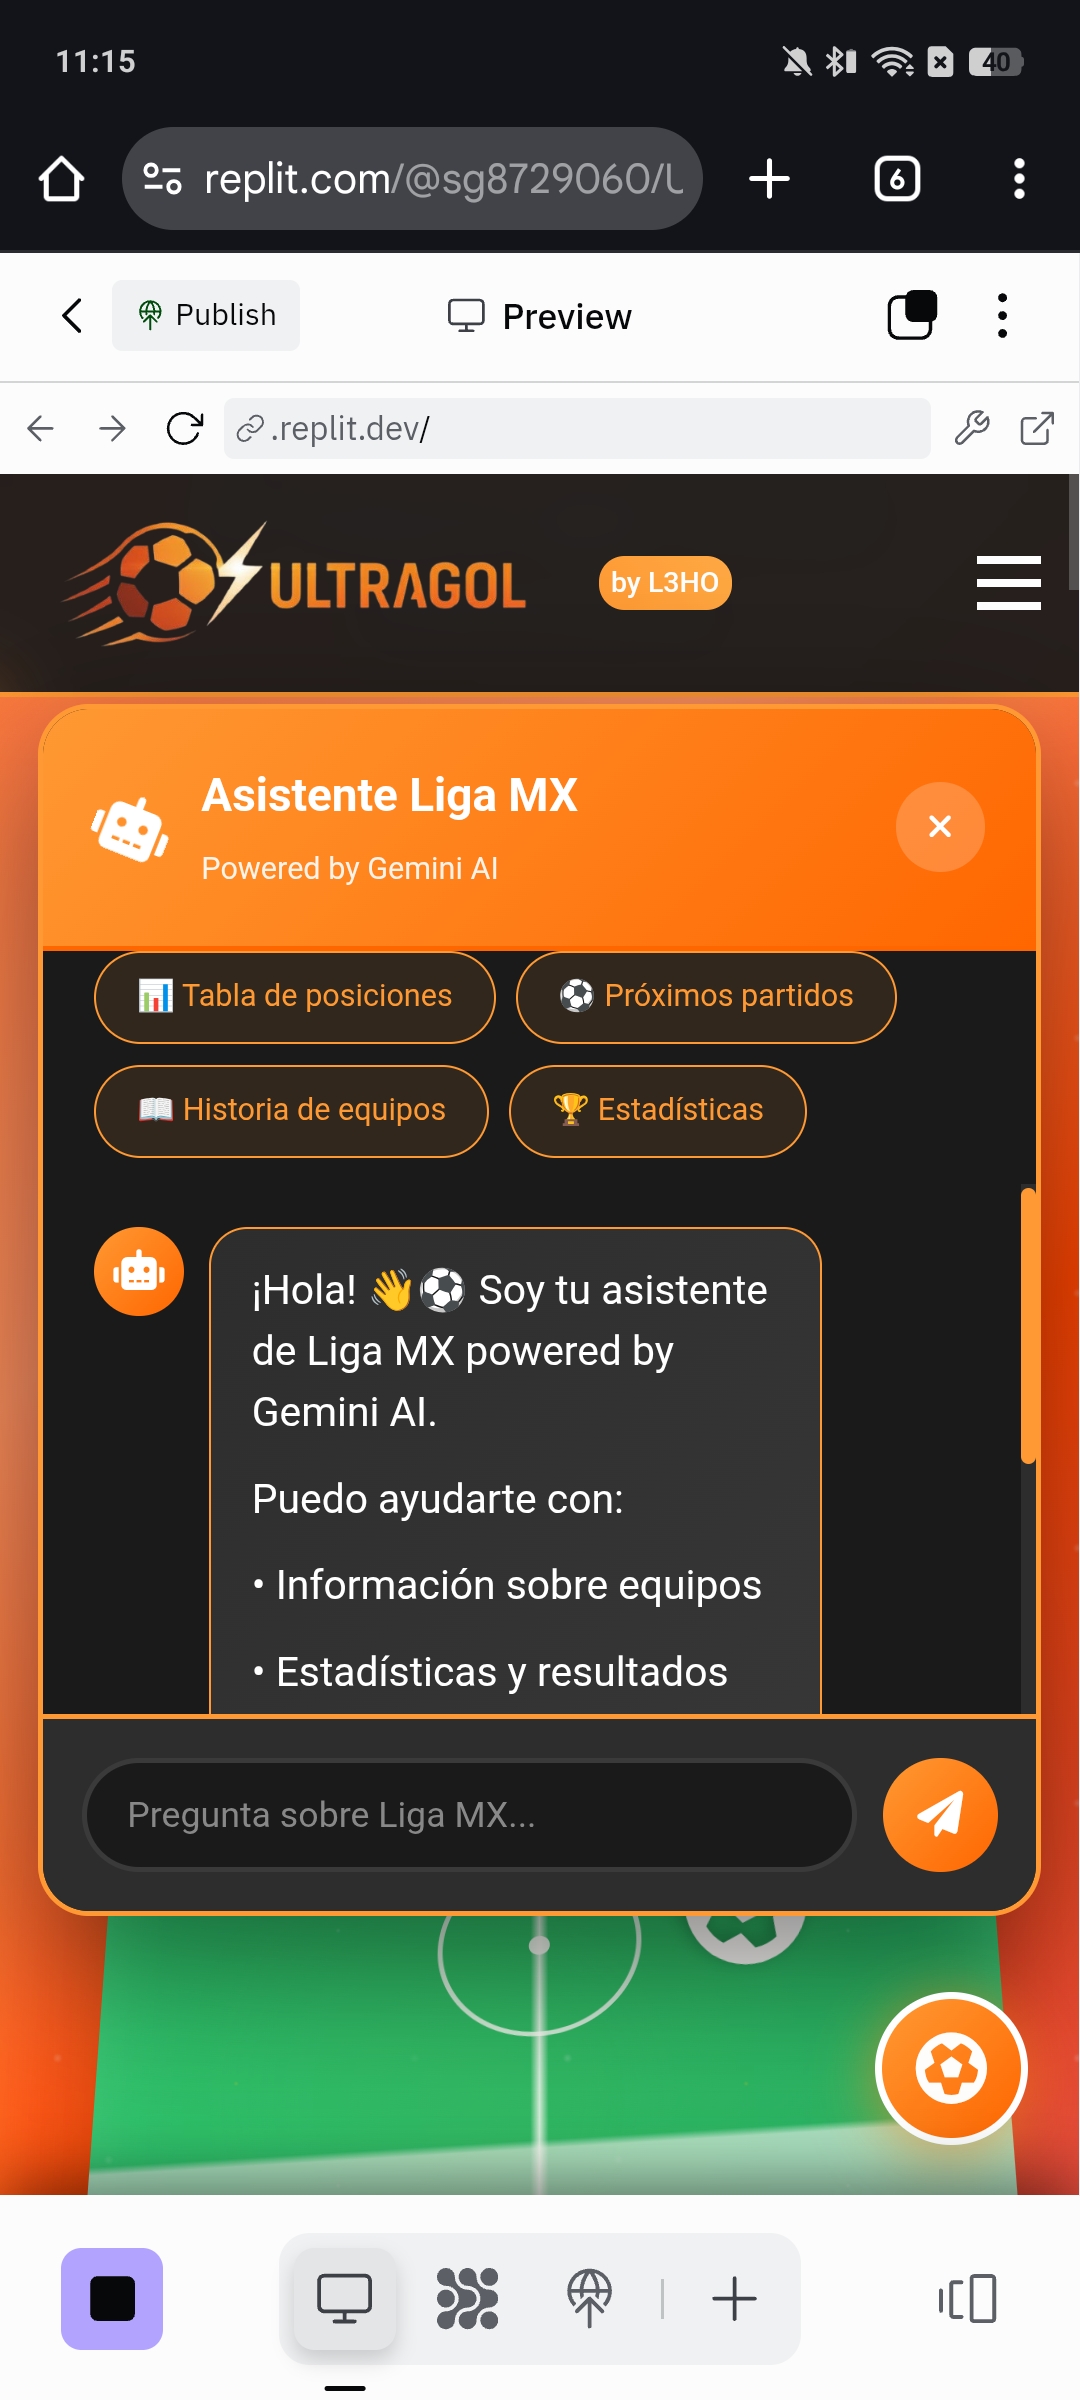 11:15
40
replit.com/@sg8729060/
6
Publish
Preview
.replit.dev/
ULTRAGOL
by L3HO
Asistente Liga MX
Powered by Gemini AI
📊 Tabla de posiciones
⚽ Próximos partidos
📖 Historia de equipos
🏆 Estadísticas
¡Hola! 👋⚽ Soy tu asistente
de Liga MX powered by
Gemini AI.
Puedo ayudarte con:
• Información sobre equipos
• Estadísticas y resultados
Pregunta sobre Liga MX...